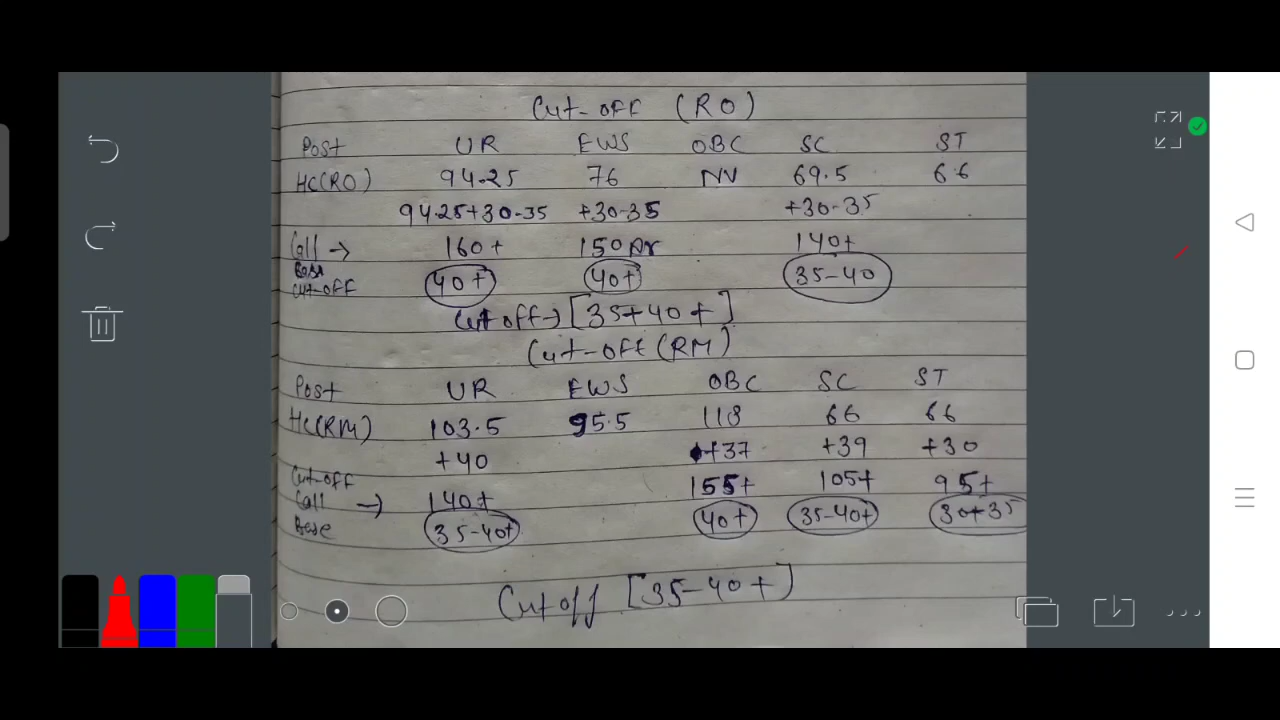 Cut-off (RO)
Post UR EWS OBC SC ST
HC(RO) 94.25 76 NV 69.5 66
94.25+30-35 +30-35 +30-35
Call → 160+ 150 140+
Base cut-off 40+ 40+ 35-40
Cut off → [35+40+]
Cut-off (RM)
Post UR EWS OBC SC ST
HC(RM) 103.5 95.5 118 66 66
+40 +37 +39 +30
Cut-off Call → 140+ 155+ 105+ 95+
Base 35-40+ 40+ 35-40+ 30+35
Cut off [35-40+]